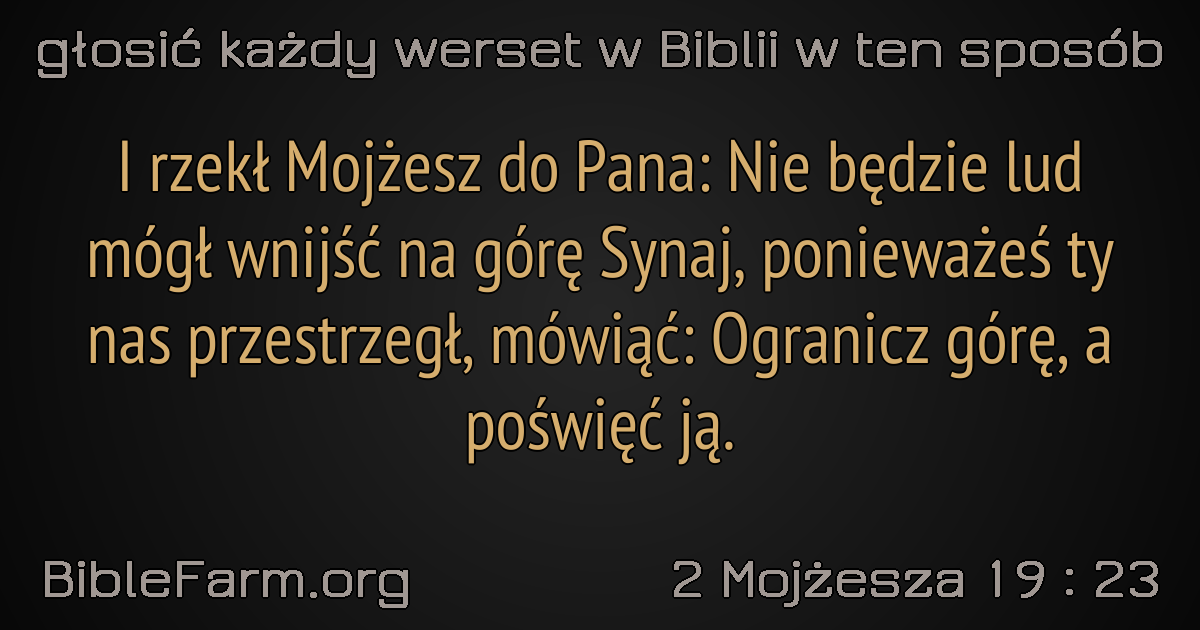 głosić każdy werset w Biblii w ten sposób
I rzekł Mojżesz do Pana: Nie będzie lud
mógł wnijść na górę Synaj, ponieważeś ty
nas przestrzegł, mówiąć: Ogranicz górę, a
poświęć ją.
BibleFarm.org
2 Mojżesza 19 : 23